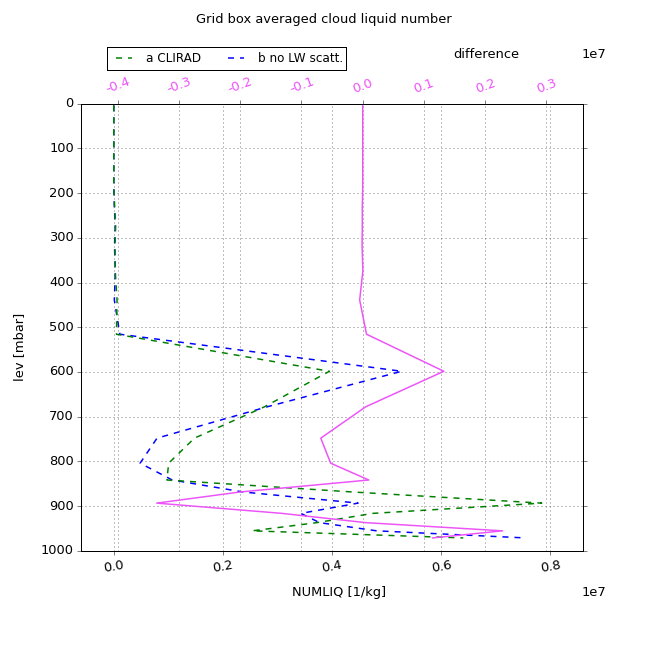 Grid box averaged cloud liquid number
a CLIRAD b no LW scatt.
difference 1e7
-0.4 -0.3 -0.2 -0.1 0.0 0.1 0.2 0.3
0
100
200
300
400
500
600
700
800
900
1000
lev [mbar]
0.0 0.2 0.4 0.6 0.8
NUMLIQ [1/kg] 1e7